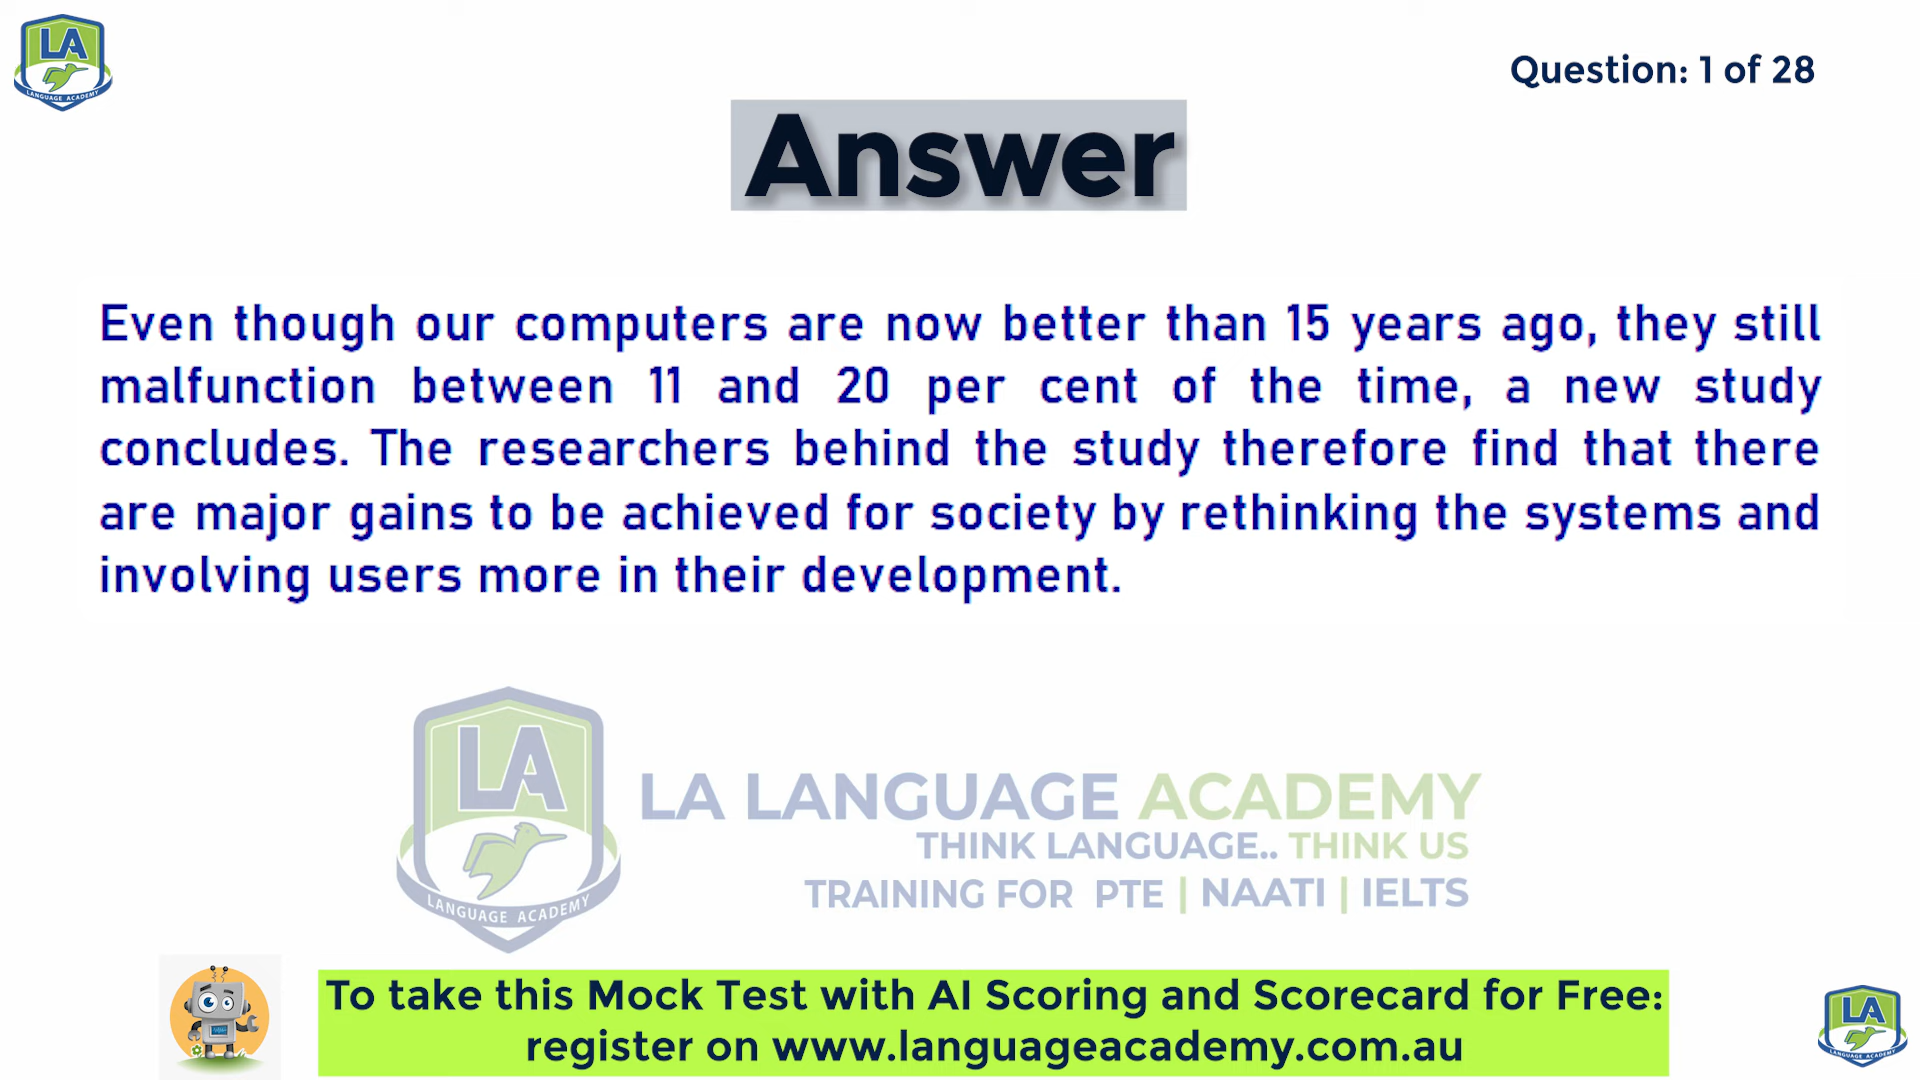 LA
LANGUAGE ACADEMY
Question: 1 of 28
Answer
Even though our computers are now better than 15 years ago, they still
malfunction between 11 and 20 per cent of the time, a new study
concludes. The researchers behind the study therefore find that there
are major gains to be achieved for society by rethinking the systems and
involving users more in their development.
LA
LANGUAGE ACADEMY
LA LANGUAGE ACADEMY
THINK LANGUAGE.. THINK US
TRAINING FOR PTE | NAATI | IELTS
To take this Mock Test with AI Scoring and Scorecard for Free:
register on www.languageacademy.com.au
LA
LANGUAGE ACADEMY